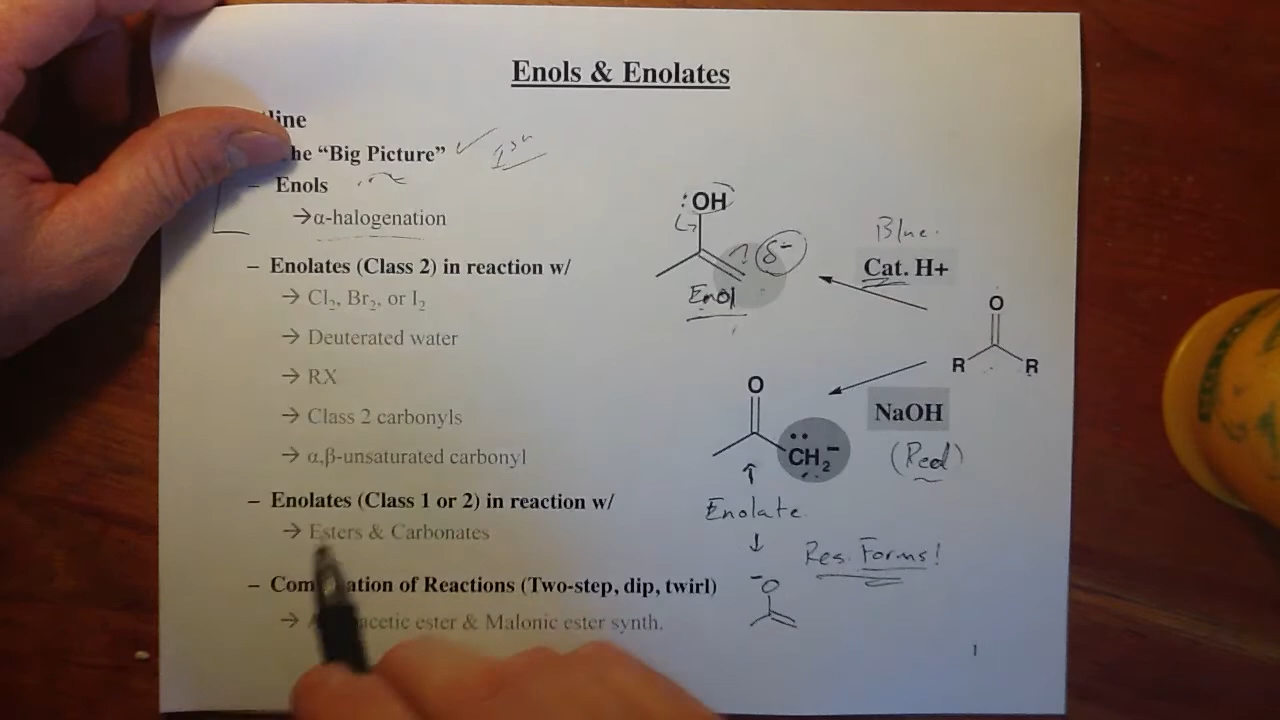 Enols & Enolates
line
he "Big Picture" ✓
– Enols
→α-halogenation
– Enolates (Class 2) in reaction w/
→ Cl₂, Br₂, or I₂
→ Deuterated water
→ RX
→ Class 2 carbonyls
→ α,β-unsaturated carbonyl
– Enolates (Class 1 or 2) in reaction w/
→ Esters & Carbonates
– Com ation of Reactions (Two-step, dip, twirl)
→ A acetic ester & Malonic ester synth.
:OH
δ-
Enol
Blue.
Cat. H+
O
R R
NaOH
(Red)
O
CH₂⁻
Enolate
Res. Forms!
⁻O
1